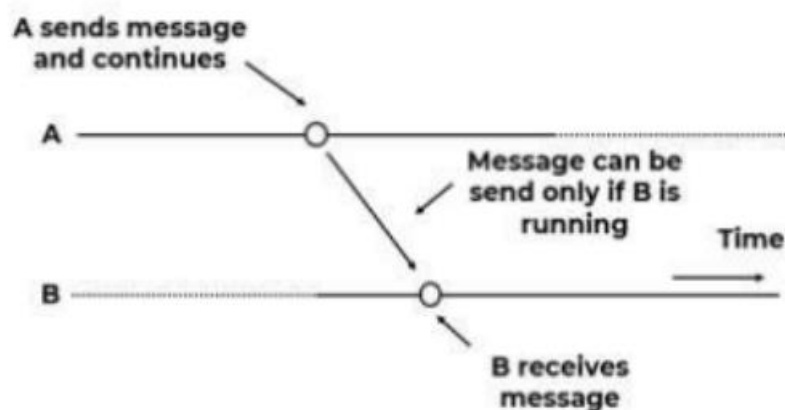 A sends message
and continues
A
Message can be
send only if B is
running
Time
B
B receives
message